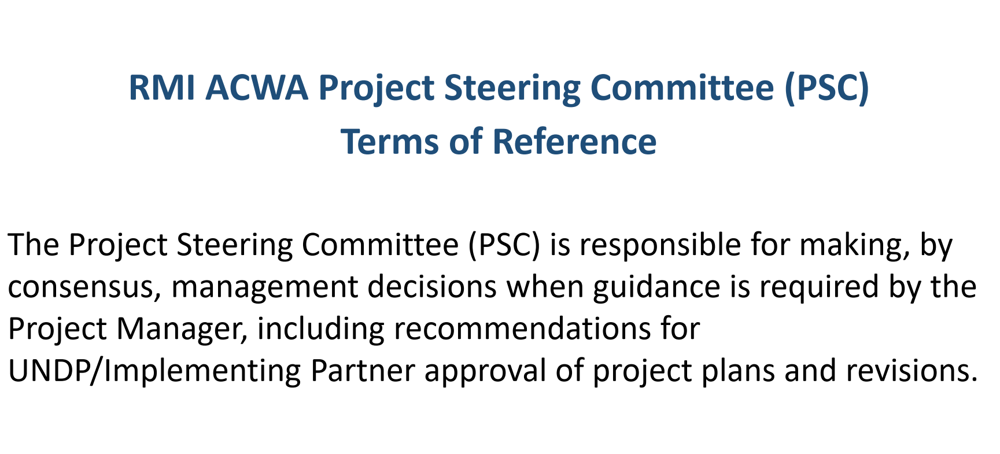 RMI ACWA Project Steering Committee (PSC)
Terms of Reference
The Project Steering Committee (PSC) is responsible for making, by
consensus, management decisions when guidance is required by the
Project Manager, including recommendations for
UNDP/Implementing Partner approval of project plans and revisions.